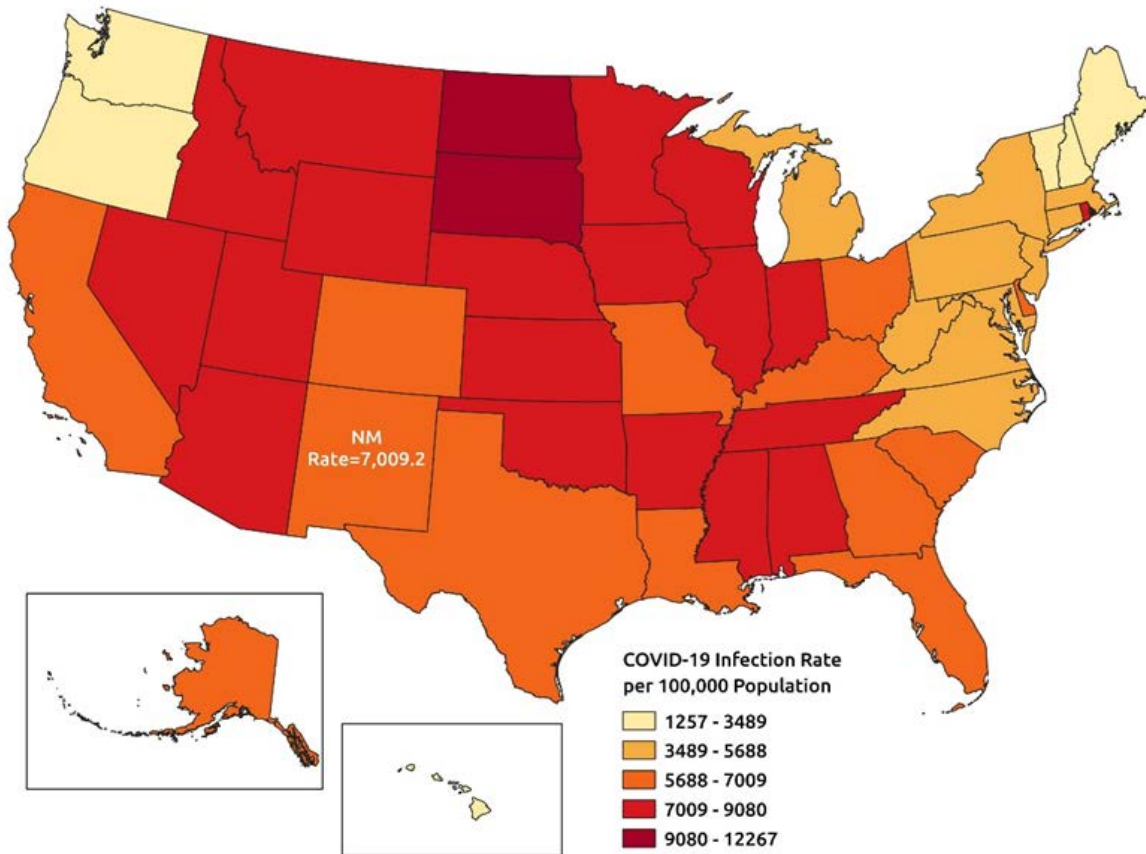 NM
Rate=7,009.2
COVID-19 Infection Rate
per 100,000 Population
1257 - 3489
3489 - 5688
5688 - 7009
7009 - 9080
9080 - 12267